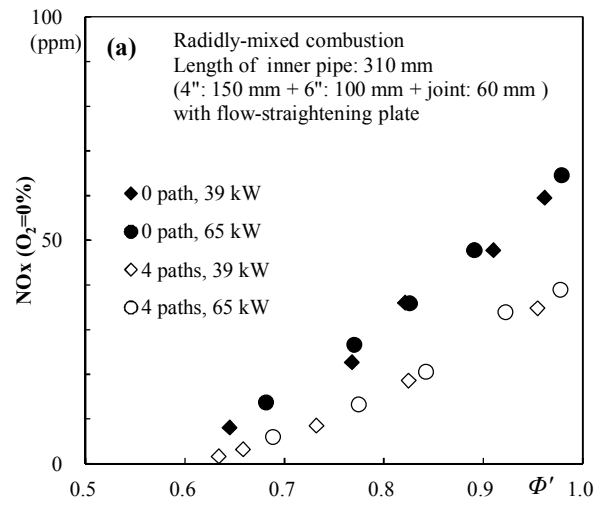 100
(ppm)
(a)
Radidly-mixed combustion
Length of inner pipe: 310 mm
(4": 150 mm + 6": 100 mm + joint: 60 mm )
with flow-straightening plate
0 path, 39 kW
0 path, 65 kW
4 paths, 39 kW
4 paths, 65 kW
NOx (O₂=0%)
50
0
0.5 0.6 0.7 0.8 0.9 Φ' 1.0